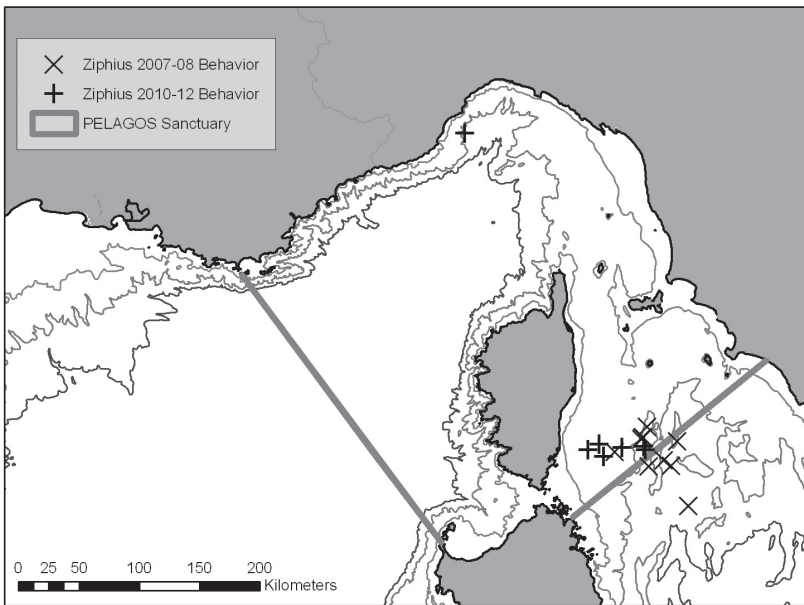 Ziphius 2007-08 Behavior
Ziphius 2010-12 Behavior
PELAGOS Sanctuary
0 25 50 100 150 200
Kilometers